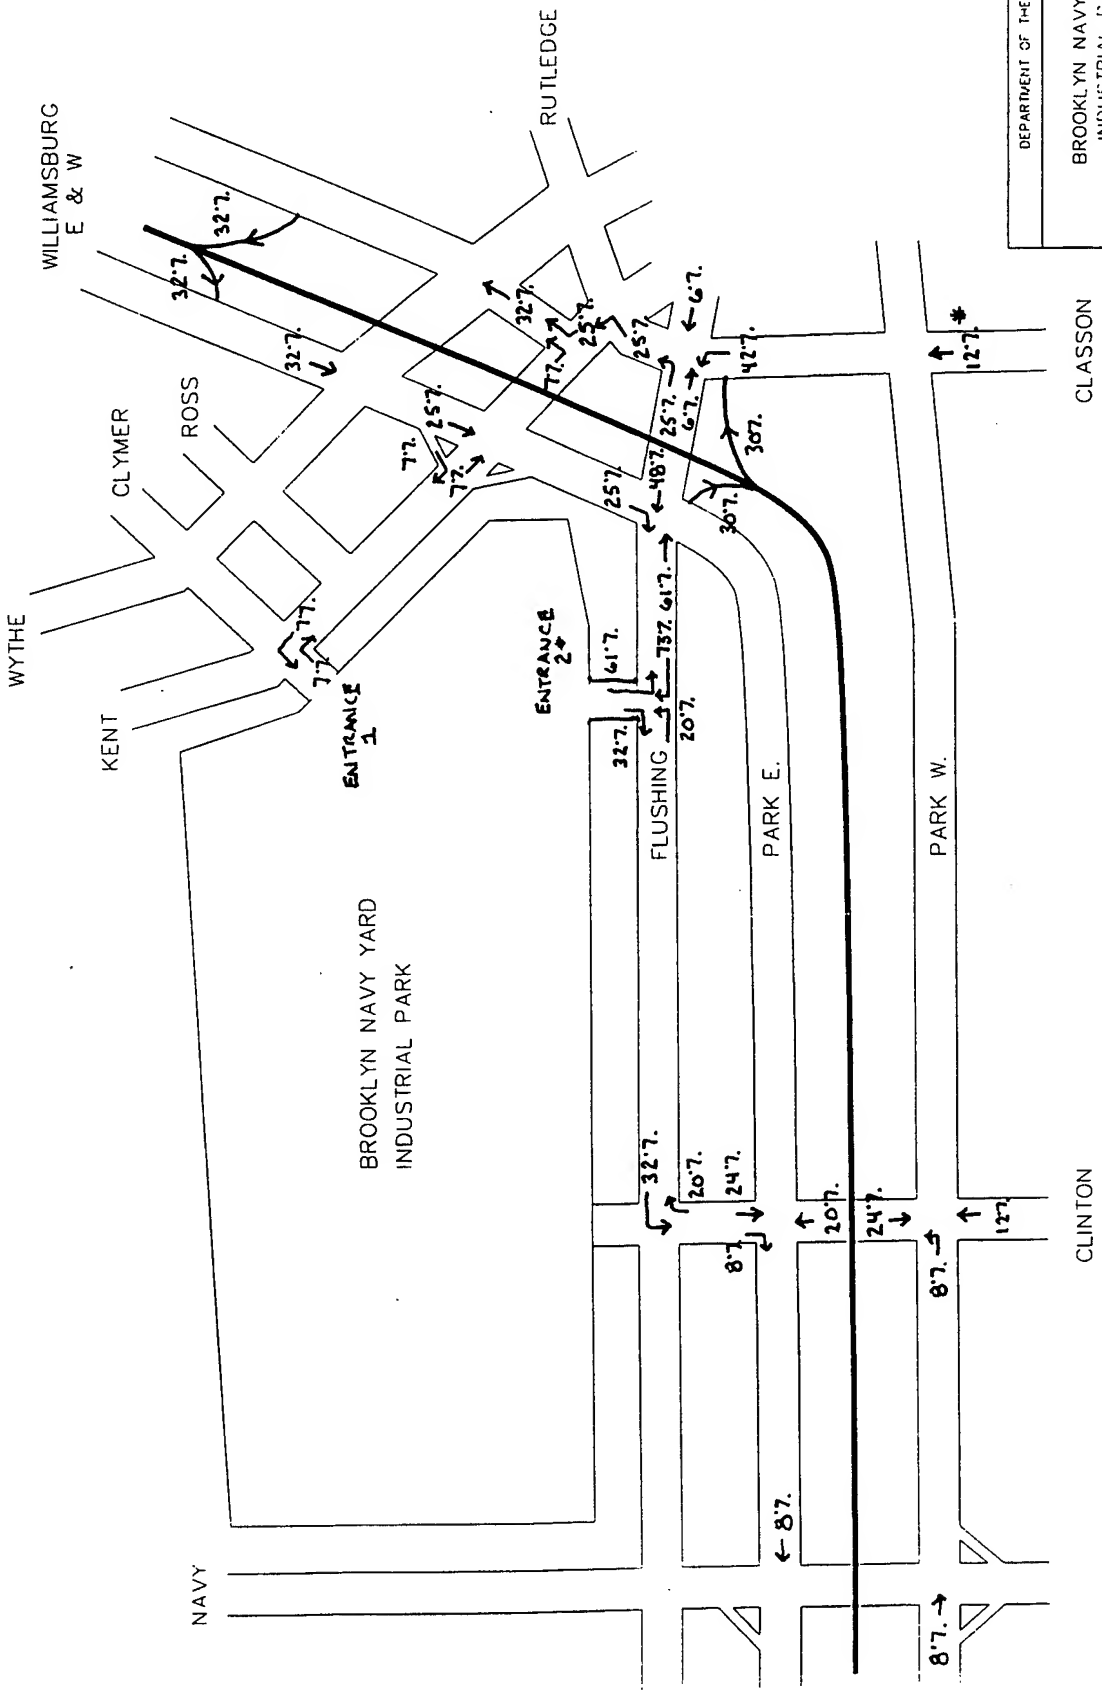 WILLIAMSBURG
E & W
RUTLEDGE
32%
32%
32%
ROSS
CLYMER
WYTHE
KENT
NAVY
32%
25%
7%
7%
25%
7%
25%
6%
7%
7%
ENTRANCE
1
ENTRANCE
2*
61%
32%
73%
61%
20%
25%
48%
25%
6%
42%
30%
30%
12%*
CLASSON
BROOKLYN NAVY YARD
INDUSTRIAL PARK
FLUSHING
PARK E.
PARK W.
32%
20%
24%
8%
20%
24%
12%
8%
CLINTON
8%
8%
DEPARTMENT OF THE
BROOKLYN NAVY